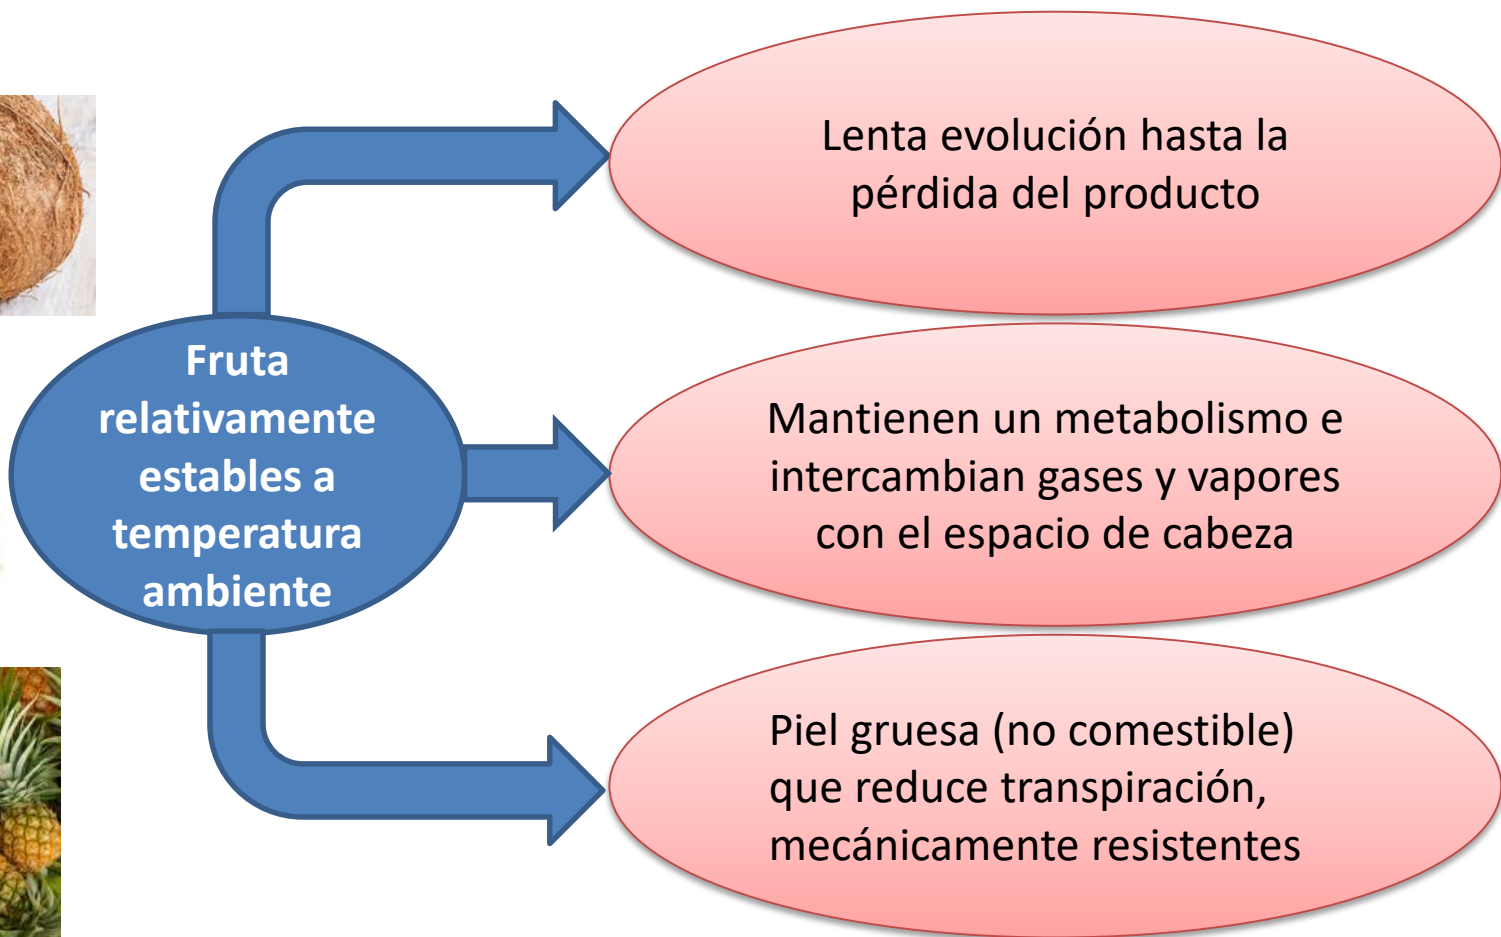 Lenta evolución hasta la
pérdida del producto
Fruta
relativamente
estables a
temperatura
ambiente
Mantienen un metabolismo e
intercambian gases y vapores
con el espacio de cabeza
Piel gruesa (no comestible)
que reduce transpiración,
mecánicamente resistentes